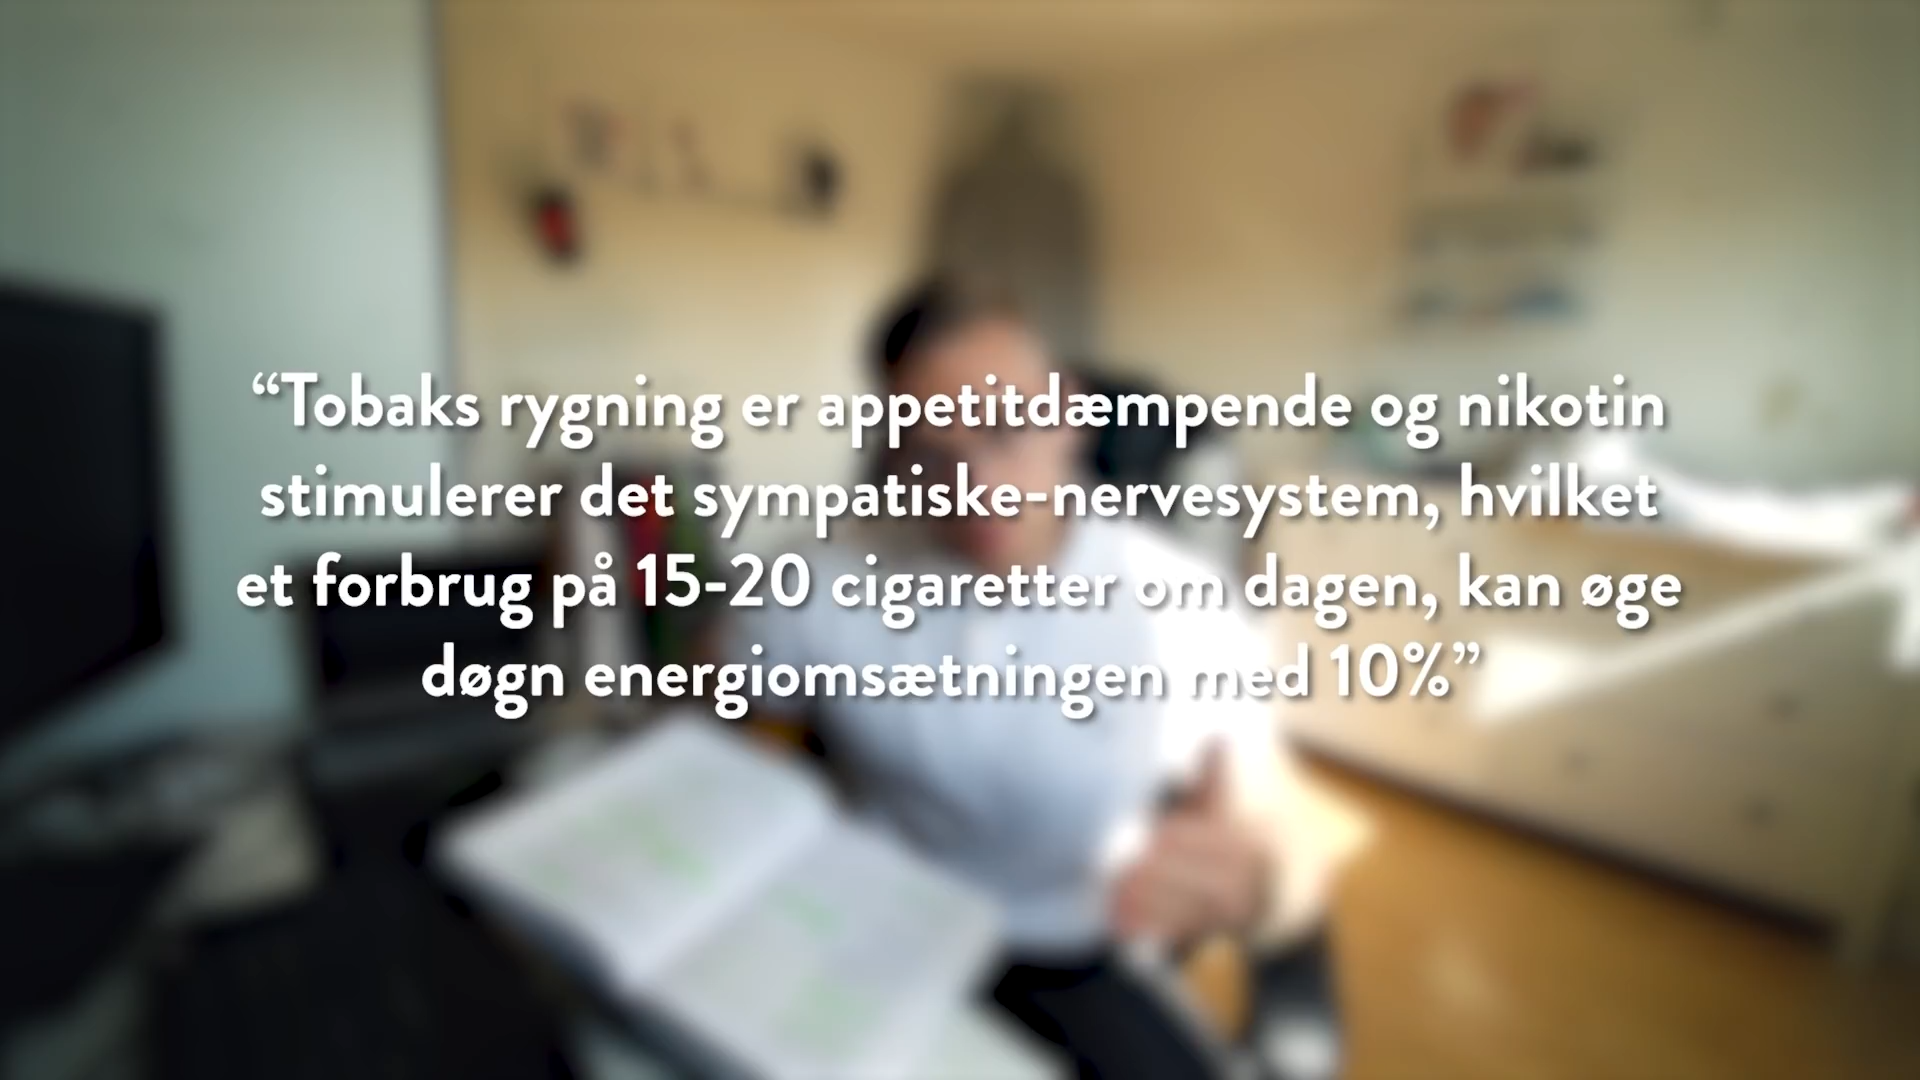 “Tobaks rygning er appetitdæmpende og nikotin
stimulerer det sympatiske-nervesystem, hvilket
et forbrug på 15-20 cigaretter om dagen, kan øge
døgn energiomsætningen med 10%”